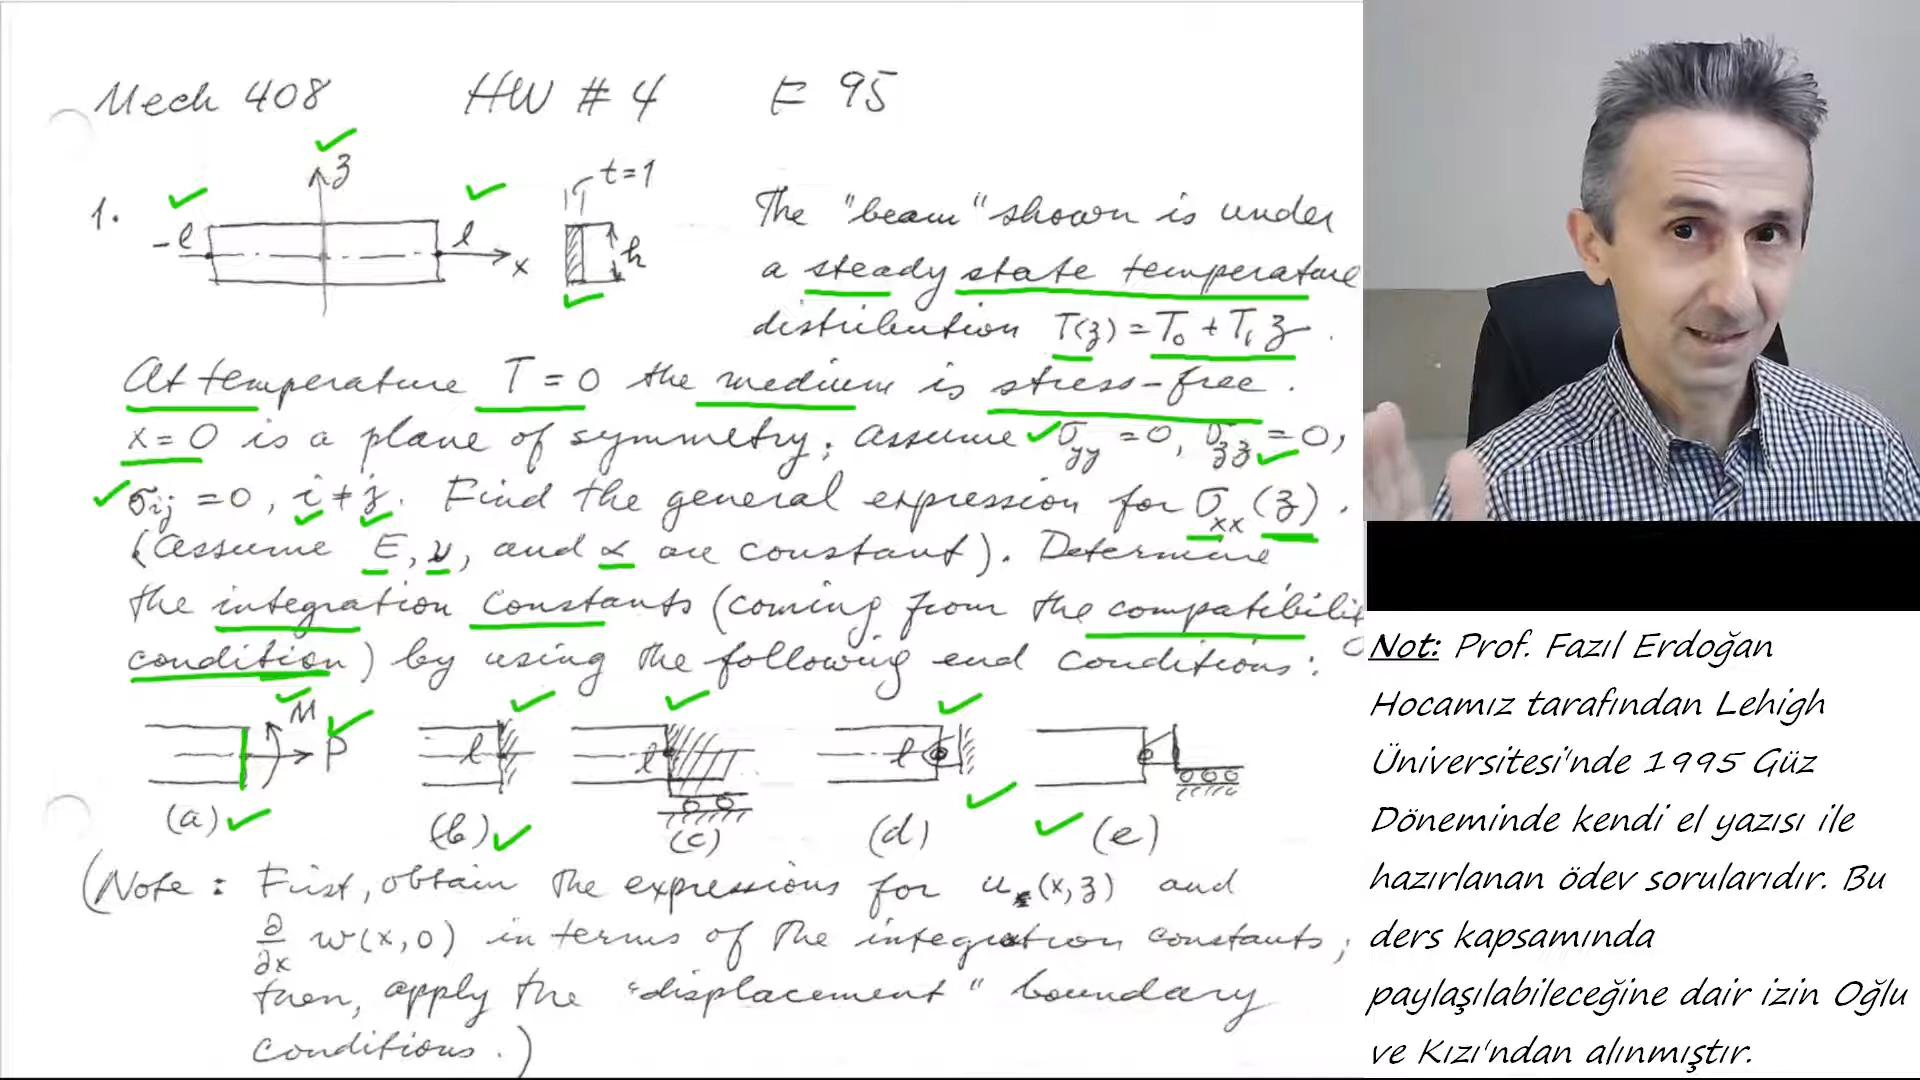 Mech 408 HW # 4 F 95
1.
z
-l l x
t=1
h
The "beam" shown is under
a steady state temperature
distribution T(z) = T₀ + T₁ z .
At temperature T = 0 the medium is stress-free .
x = 0 is a plane of symmetry; Assume σyy = 0, σzz = 0,
σij = 0, i ≠ j. Find the general expression for σxx (z) .
(Assume E, ν, and α are constant). Determine
the integration constants (coming from the compatibili
condition) by using the following end conditions:
M P l l l
(a) (b) (c) (d) (e)
(Note : First, obtain the expressions for u (x, z) and
∂/∂x w(x,0) in terms of the integration constants;
then, apply the "displacement" boundary
conditions.)
Not: Prof. Fazıl Erdoğan
Hocamız tarafından Lehigh
Üniversitesi'nde 1995 Güz
Döneminde kendi el yazısı ile
hazırlanan ödev sorularıdır. Bu
ders kapsamında
paylaşılabileceğine dair izin Oğlu
ve Kızı'ndan alınmıştır.